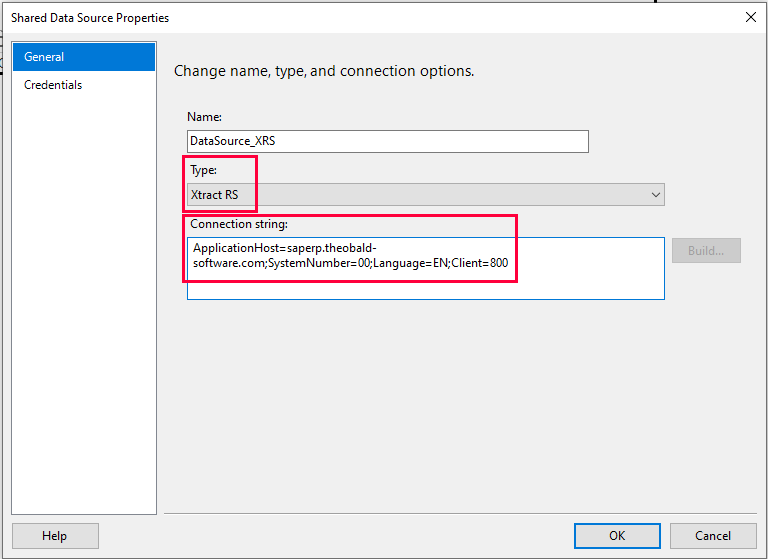 Shared Data Source Properties
General
Credentials
Change name, type, and connection options.
Name:
DataSource_XRS
Type:
Xtract RS
Connection string:
ApplicationHost=saperp.theobald-
software.com;SystemNumber=00;Language=EN;Client=800
Build...
Help
OK
Cancel